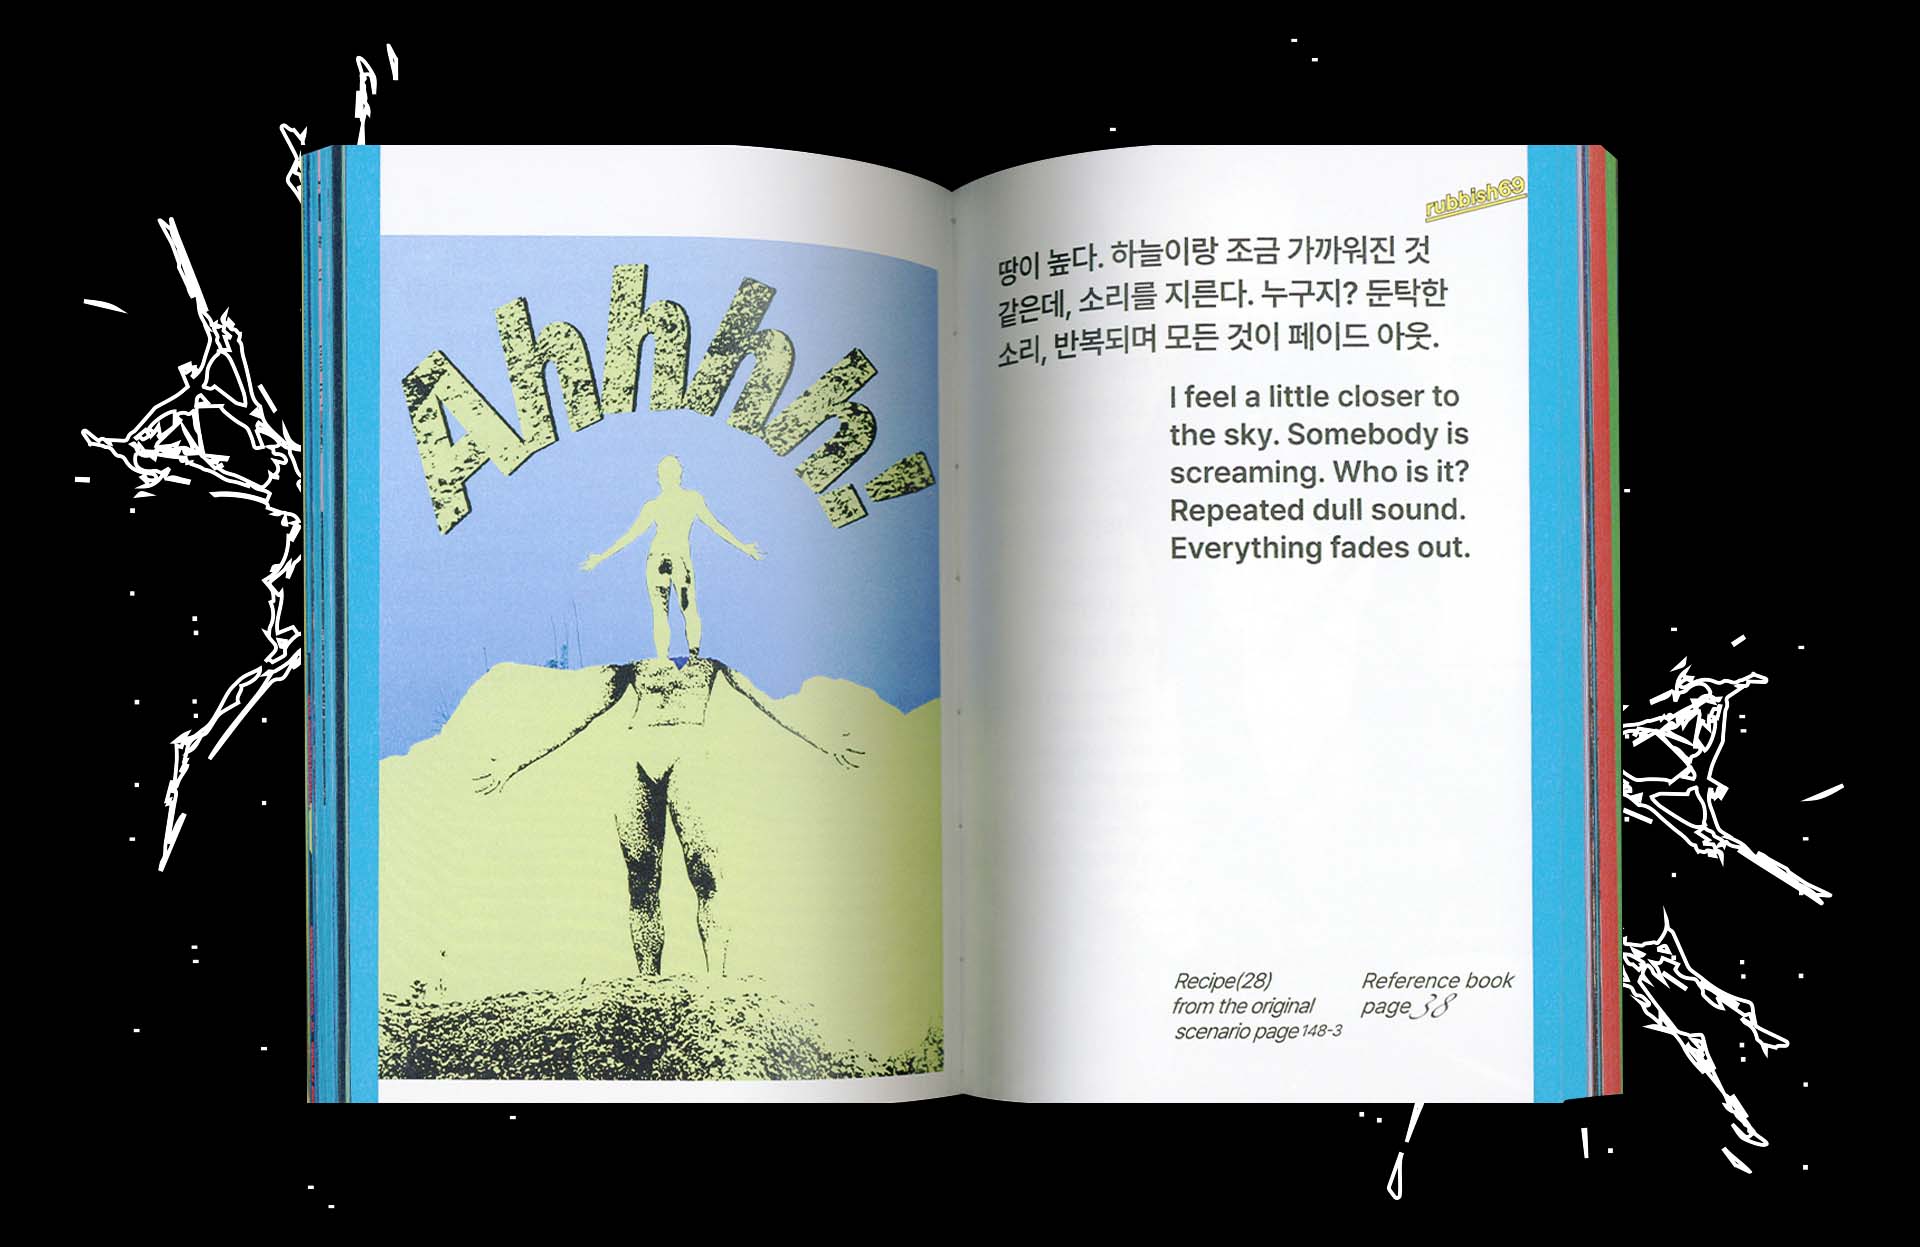 Ahhhhh!
rubbish69
땅이 높다. 하늘이랑 조금 가까워진 것
같은데, 소리를 지른다. 누구지? 둔탁한
소리, 반복되며 모든 것이 페이드 아웃.
I feel a little closer to
the sky. Somebody is
screaming. Who is it?
Repeated dull sound.
Everything fades out.
Recipe(28)
from the original
scenario page 148-3
Reference book
page 38